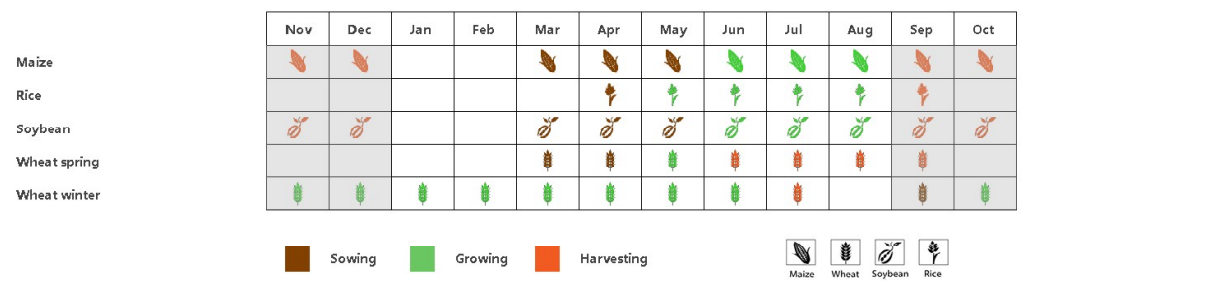 Nov Dec Jan Feb Mar Apr May Jun Jul Aug Sep Oct
Maize
Rice
Soybean
Wheat spring
Wheat winter
Sowing Growing Harvesting
Maize Wheat Soybean Rice